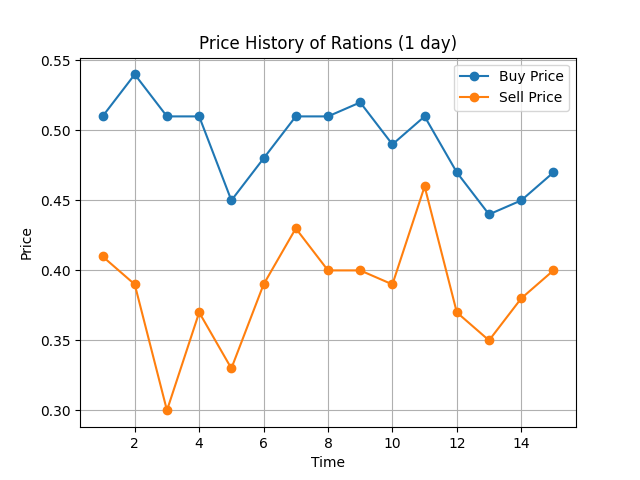 Price History of Rations (1 day)
Buy Price
Sell Price
0.55
0.50
0.45
0.40
0.35
0.30
Price
2 4 6 8 10 12 14
Time